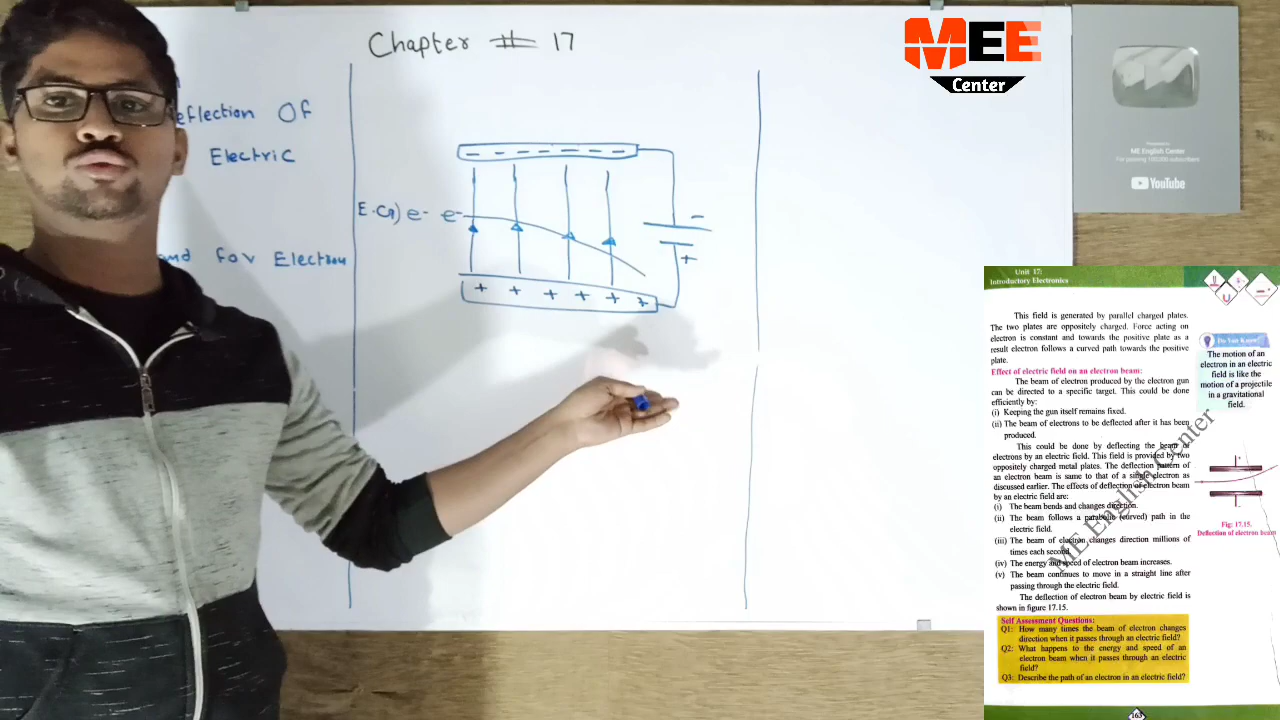 Chapter # 17
eflection Of
Electric
and for Electron
E.G) e- e-
- - - - - - -
-
+
+ + + + + +
MEE
Center
Presented to
ME English Center
For passing 100,000 subscribers
YouTube
Unit 17:
Introductory Electronics
This field is generated by parallel charged plates.
The two plates are oppositely charged. Force acting on
electron is constant and towards the positive plate as a
result electron follows a curved path towards the positive
plate.
Effect of electric field on an electron beam:
The beam of electron produced by the electron gun
can be directed to a specific target. This could be done
efficiently by:
(i) Keeping the gun itself remains fixed.
(ii) The beam of electrons to be deflected after it has been
produced.
This could be done by deflecting the beam of
electrons by an electric field. This field is provided by two
oppositely charged metal plates. The deflection pattern of
an electron beam is same to that of a single electron as
discussed earlier. The effects of deflection of electron beam
by an electric field are:
(i) The beam bends and changes direction.
(ii) The beam follows a parabolic (curved) path in the
electric field.
(iii) The beam of electron changes direction millions of
times each second.
(iv) The energy and speed of electron beam increases.
(v) The beam continues to move in a straight line after
passing through the electric field.
The deflection of electron beam by electric field is
shown in figure 17.15.
Self Assessment Questions:
Q1: How many times the beam of electron changes
direction when it passes through an electric field?
Q2: What happens to the energy and speed of an
electron beam when it passes through an electric
field?
Q3: Describe the path of an electron in an electric field?
Do You Know!
The motion of an
electron in an electric
field is like the
motion of a projectile
in a gravitational
field.
Fig: 17.15.
Deflection of electron beam
ME English Center
163